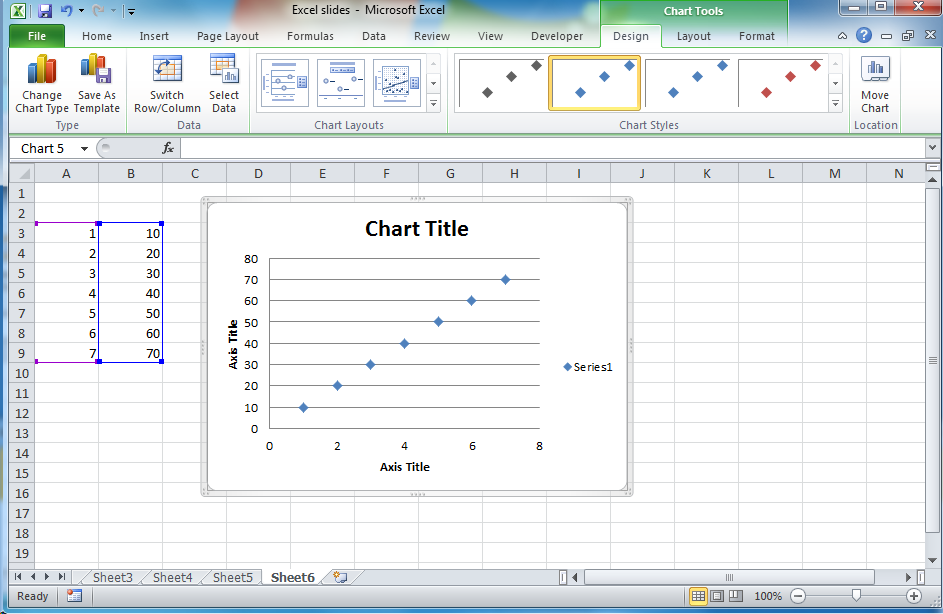 Excel slides - Microsoft Excel
Chart Tools
File Home Insert Page Layout Formulas Data Review View Developer Design Layout Format
Change Chart Type
Save As Template
Type
Switch Row/Column
Select Data
Data
Chart Layouts
Chart Styles
Move Chart
Location
Chart 5
fx
A B C D E F G H I J K L M N
1
2
3 1 10
4 2 20
5 3 30
6 4 40
7 5 50
8 6 60
9 7 70
10
11
12
13
14
15
16
17
18
19
Chart Title
80
70
60
50
40
30
20
10
0
Axis Title
0 2 4 6 8
Axis Title
Series1
Sheet3 Sheet4 Sheet5 Sheet6
Ready
100%